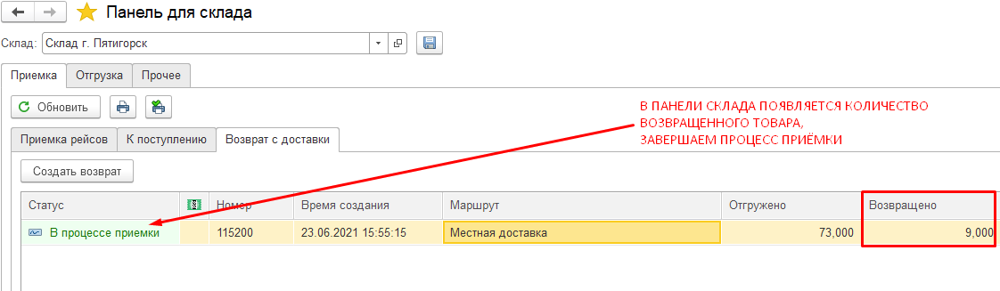 Панель для склада
Склад: Склад г. Пятигорск
Приемка Отгрузка Прочее
Обновить
В ПАНЕЛИ СКЛАДА ПОЯВЛЯЕТСЯ КОЛИЧЕСТВО
ВОЗВРАЩЕННОГО ТОВАРА,
ЗАВЕРШАЕМ ПРОЦЕСС ПРИЁМКИ
Приемка рейсов К поступлению Возврат с доставки
Создать возврат
Статус Номер Время создания Маршрут Отгружено Возвращено
В процессе приемки 115200 23.06.2021 15:55:15 Местная доставка 73,000 9,000